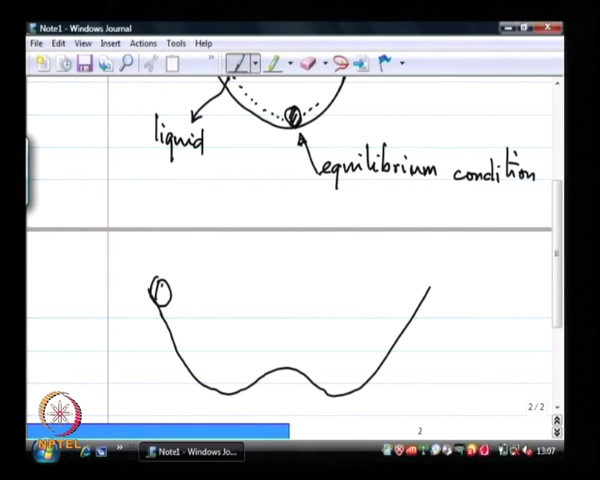 Note1 - Windows Journal
File Edit View Insert Actions Tools Help
liquid
equilibrium condition
2 / 2
2
NPTEL
Note1 - Windows Jo...
13:07